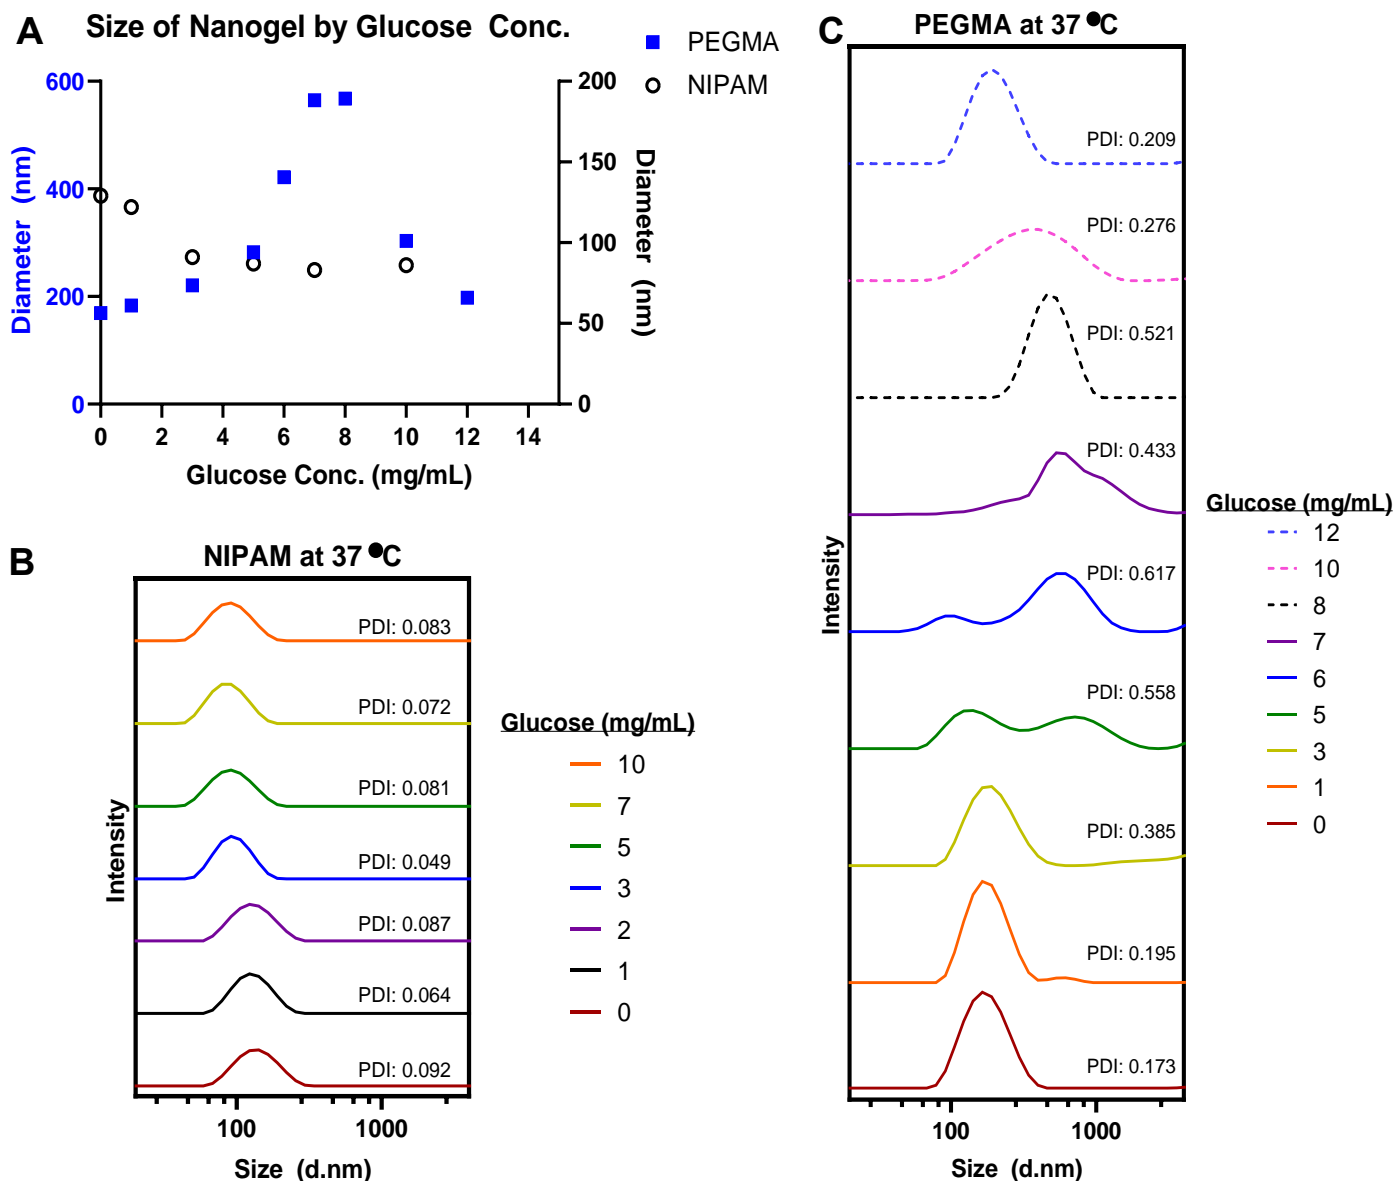 A
Size of Nanogel by Glucose Conc.
PEGMA
NIPAM
600
400
200
0
Diameter (nm)
200
150
100
50
0
Diameter (nm)
0 2 4 6 8 10 12 14
Glucose Conc. (mg/mL)
B
NIPAM at 37 ●C
PDI: 0.083
PDI: 0.072
PDI: 0.081
PDI: 0.049
PDI: 0.087
PDI: 0.064
PDI: 0.092
Intensity
100 1000
Size (d.nm)
Glucose (mg/mL)
10
7
5
3
2
1
0
C
PEGMA at 37 ●C
PDI: 0.209
PDI: 0.276
PDI: 0.521
PDI: 0.433
PDI: 0.617
PDI: 0.558
PDI: 0.385
PDI: 0.195
PDI: 0.173
Intensity
100 1000
Size (d.nm)
Glucose (mg/mL)
12
10
8
7
6
5
3
1
0